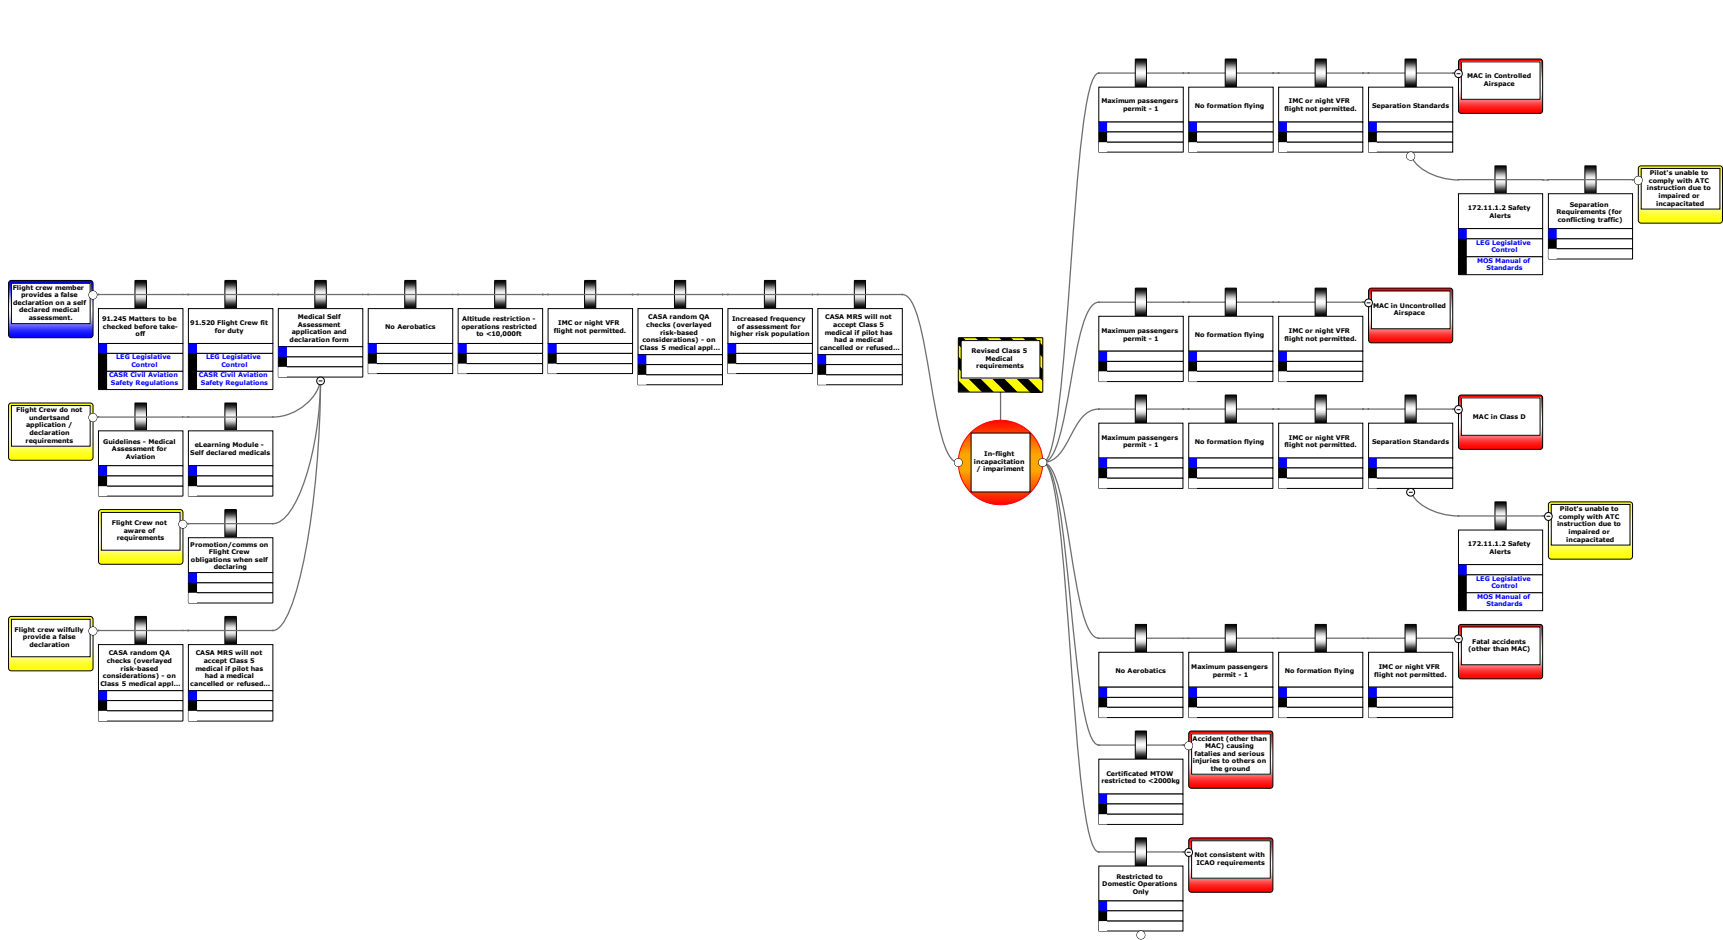 MAC in Controlled
Airspace
Maximum passengers
permit - 1
No formation flying
IMC or night VFR
flight not permitted.
Separation Standards
Pilot's unable to
comply with ATC
instruction due to
impaired or
incapacitated
172.11.1.2 Safety
Alerts
LEG Legislative
Control
MOS Manual of
Standards
Separation
Requirements (for
conflicting traffic)
Flight crew member
provides a false
declaration on a self
declared medical
assessment.
91.245 Matters to be
checked before take-
off
LEG Legislative
Control
CASR Civil Aviation
Safety Regulations
91.520 Flight Crew fit
for duty
LEG Legislative
Control
CASR Civil Aviation
Safety Regulations
Medical Self
Assessment
application and
declaration form
No Aerobatics
Altitude restriction -
operations restricted
to <10,000ft
IMC or night VFR
flight not permitted.
CASA random QA
checks (overlayed
risk-based
considerations) - on
Class 5 medical appl...
Increased frequency
of assessment for
higher risk population
CASA MRS will not
accept Class 5
medical if pilot has
had a medical
cancelled or refused...
Flight Crew do not
undertsand
application /
declaration
requirements
Guidelines - Medical
Assessment for
Aviation
eLearning Module -
Self declared medicals
Flight Crew not
aware of
requirements
Promotion/comms on
Flight Crew
obligations when self
declaring
Flight crew wilfully
provide a false
declaration
CASA random QA
checks (overlayed
risk-based
considerations) - on
Class 5 medical appl...
CASA MRS will not
accept Class 5
medical if pilot has
had a medical
cancelled or refused...
Revised Class 5
Medical
requirements
In-flight
incapacitation
/ impariment
MAC in Uncontrolled
Airspace
Maximum passengers
permit - 1
No formation flying
IMC or night VFR
flight not permitted.
MAC in Class D
Maximum passengers
permit - 1
No formation flying
IMC or night VFR
flight not permitted.
Separation Standards
Pilot's unable to
comply with ATC
instruction due to
impaired or
incapacitated
172.11.1.2 Safety
Alerts
LEG Legislative
Control
MOS Manual of
Standards
Fatal accidents
(other than MAC)
No Aerobatics
Maximum passengers
permit - 1
No formation flying
IMC or night VFR
flight not permitted.
Accident (other than
MAC) causing
fatalies and serious
injuries to others on
the ground
Certificated MTOW
restricted to <2000kg
Not consistent with
ICAO requirements
Restricted to
Domestic Operations
Only